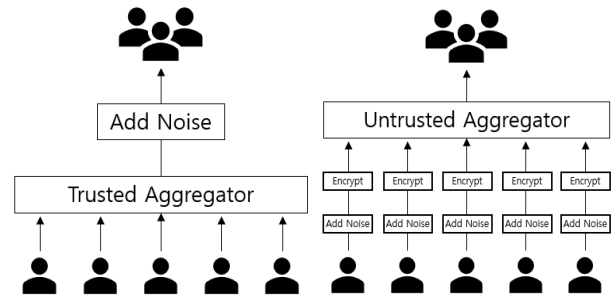 Add Noise
Trusted Aggregator
Untrusted Aggregator
Encrypt Encrypt Encrypt Encrypt Encrypt
Add Noise Add Noise Add Noise Add Noise Add Noise